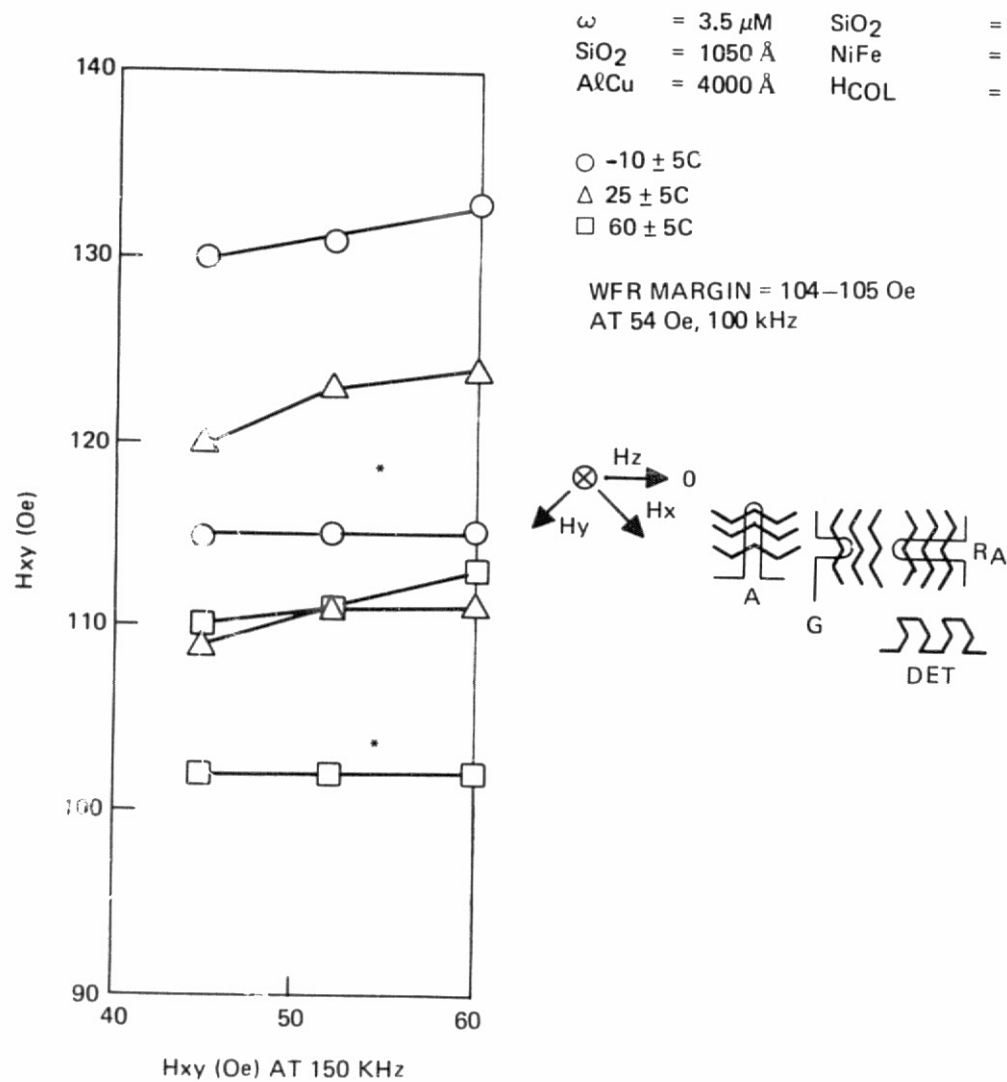 ω = 3.5 μM SiO2 =
SiO2 = 1050 Å NiFe =
AℓCu = 4000 Å HCOL =
○ -10 ± 5C
△ 25 ± 5C
□ 60 ± 5C
WFR MARGIN = 104–105 Oe
AT 54 Oe, 100 kHz
140
130
120
110
100
90
Hxy (Oe)
*
*
40 50 60
Hxy (Oe) AT 150 KHz
Hz 0
Hy Hx
A
G
RA
DET